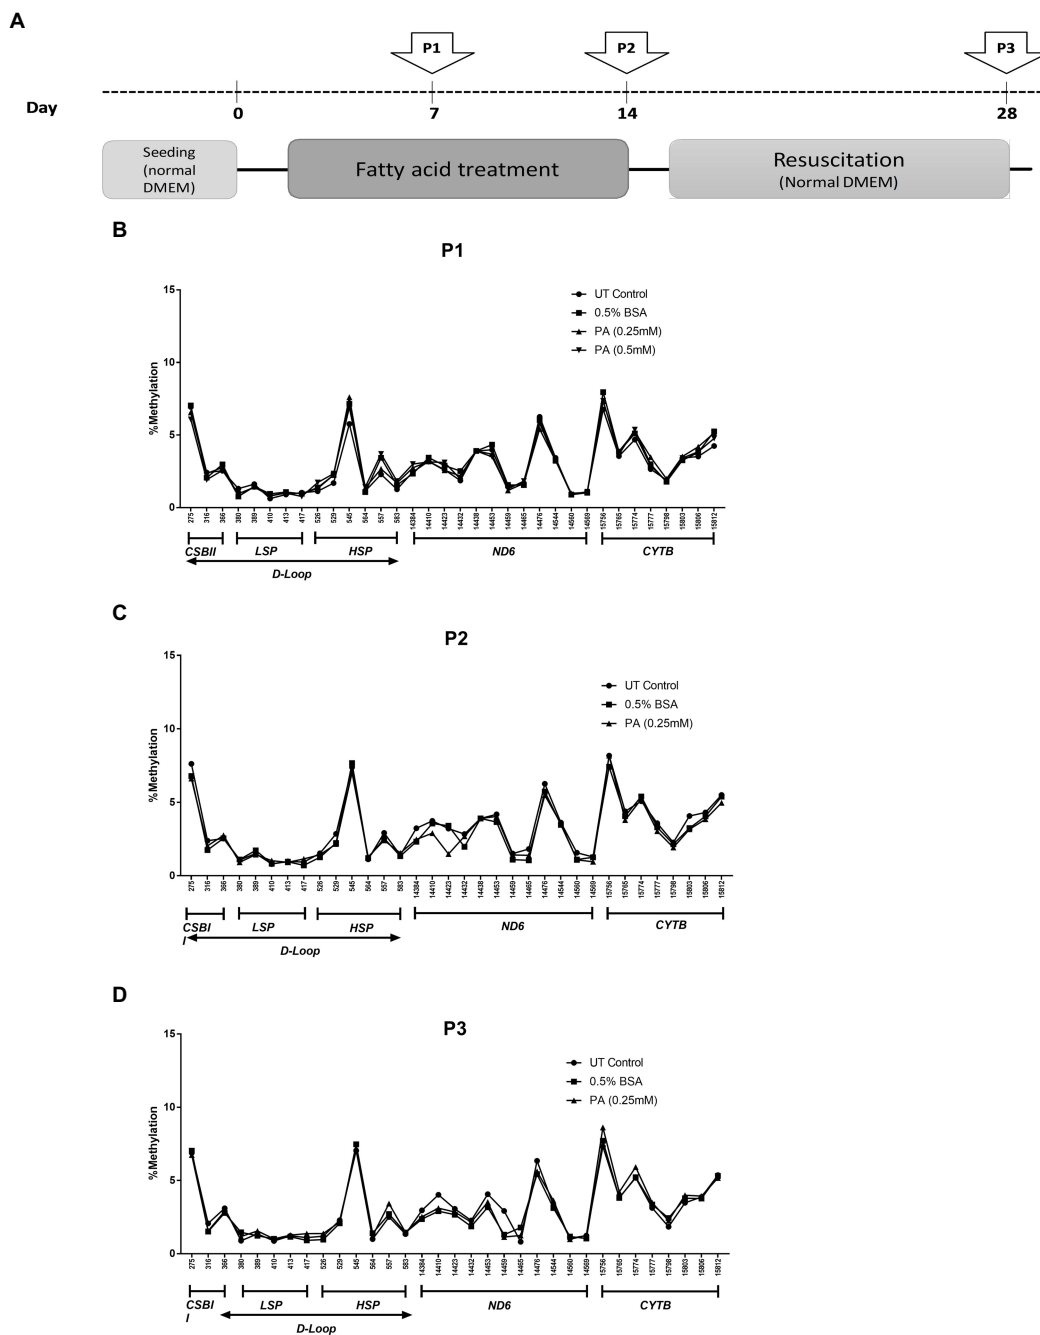 A
P1
P2
P3
Day
0
7
14
28
Seeding
(normal
DMEM)
Fatty acid treatment
Resuscitation
(Normal DMEM)
B
P1
UT Control
0.5% BSA
PA (0.25mM)
PA (0.5mM)
%Methylation
15
10
5
0
275 316 366 380 389 410 413 417 526 529 545 564 557 583 14384 14410 14423 14432 14438 14453 14459 14465 14476 14544 14560 14569 15756 15765 15774 15777 15798 15803 15806 15812
CSBII LSP HSP ND6 CYTB
D-Loop
C
P2
UT Control
0.5% BSA
PA (0.25mM)
%Methylation
15
10
5
0
275 316 366 380 389 410 413 417 526 529 545 564 557 583 14384 14410 14423 14432 14438 14453 14459 14465 14476 14544 14560 14569 15756 15765 15774 15777 15798 15803 15806 15812
CSBI LSP HSP ND6 CYTB
I
D-Loop
D
P3
UT Control
0.5% BSA
PA (0.25mM)
%Methylation
15
10
5
0
275 316 366 380 389 410 413 417 526 529 545 564 557 583 14384 14410 14423 14432 14453 14459 14465 14476 14544 14560 14569 15756 15765 15774 15777 15798 15803 15806 15812
CSBI LSP HSP ND6 CYTB
I
D-Loop